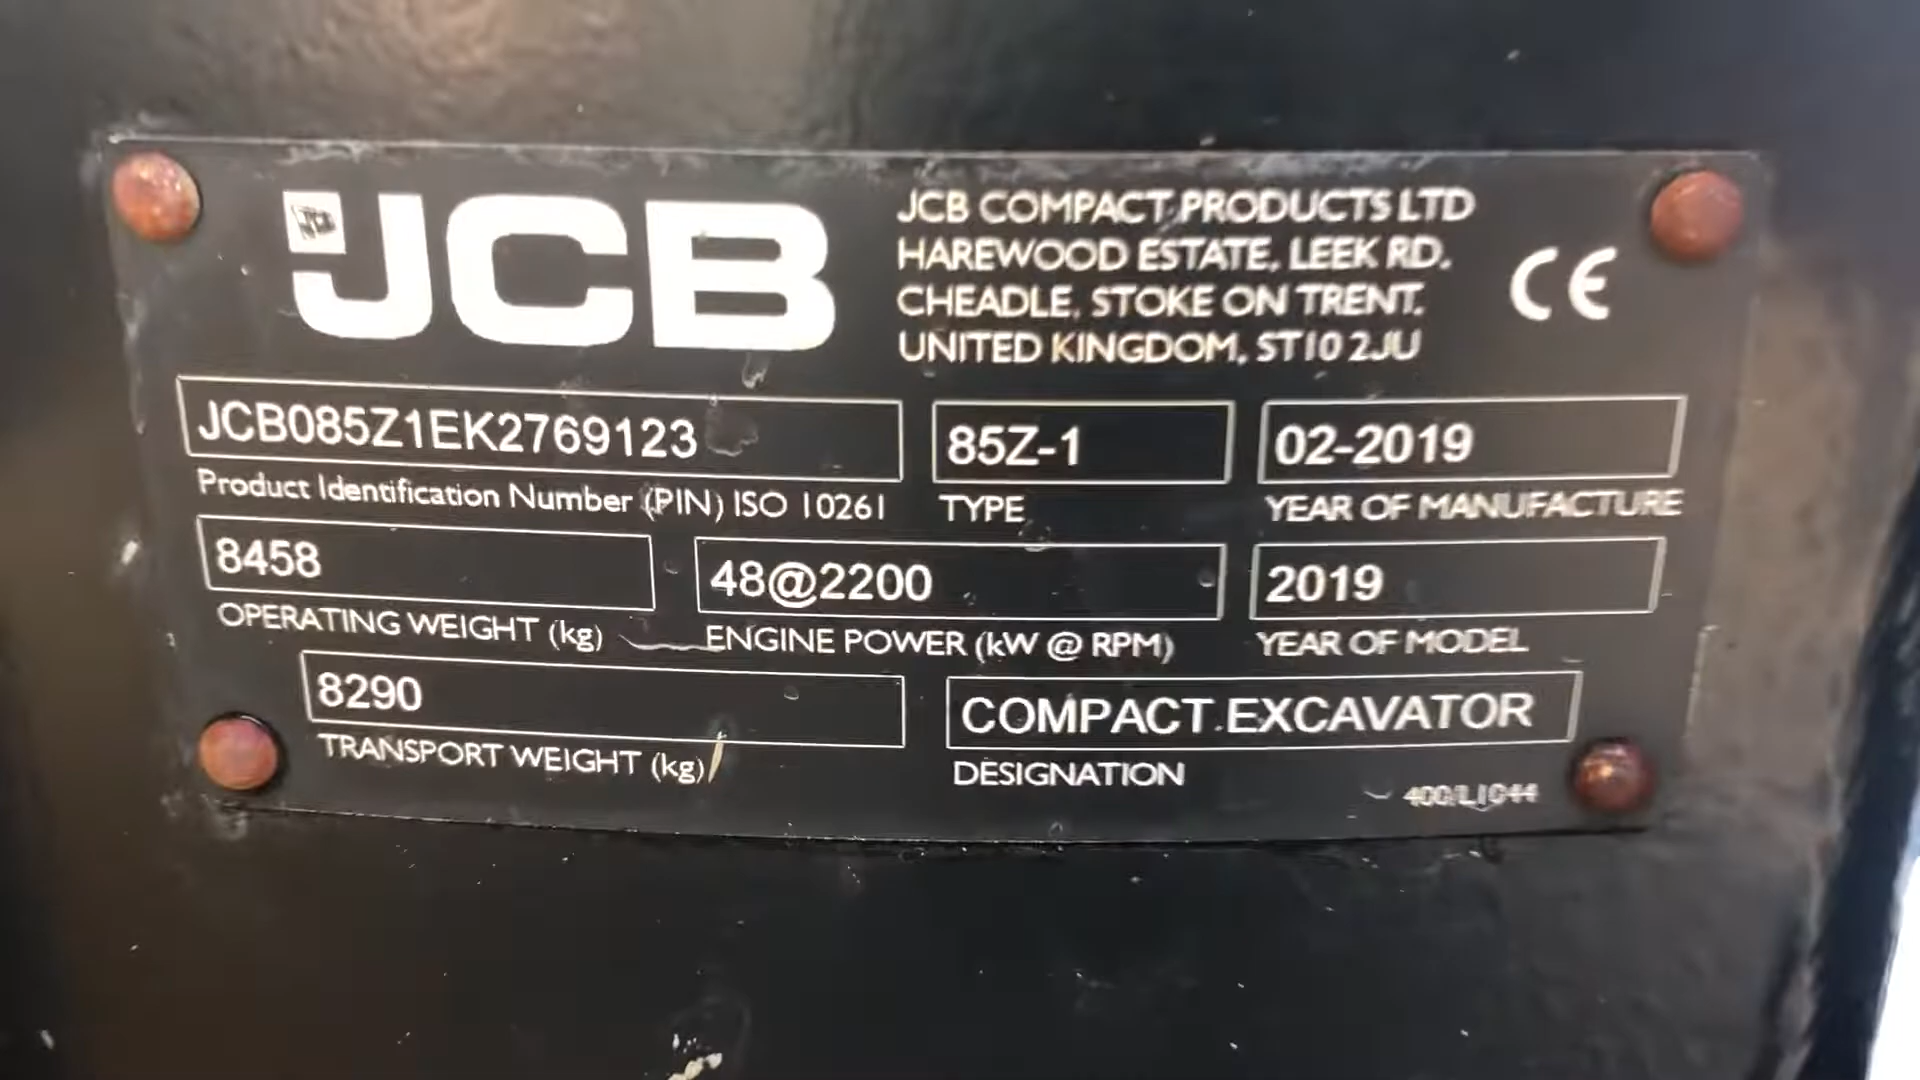 JCB
JCB COMPACT PRODUCTS LTD
HAREWOOD ESTATE, LEEK RD.
CHEADLE, STOKE ON TRENT.
UNITED KINGDOM, ST10 2JU
CE
JCB085Z1EK2769123
Product Identification Number (PIN) ISO 10261
85Z-1
TYPE
02-2019
YEAR OF MANUFACTURE
8458
OPERATING WEIGHT (kg)
48@2200
ENGINE POWER (kW @ RPM)
2019
YEAR OF MODEL
8290
TRANSPORT WEIGHT (kg)
COMPACT EXCAVATOR
DESIGNATION